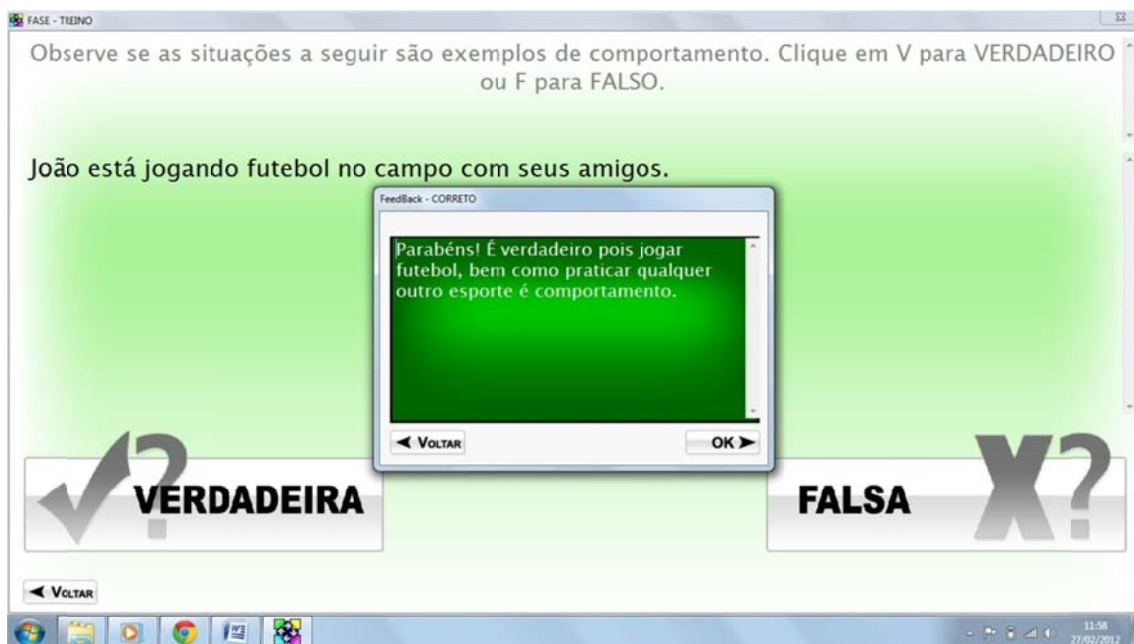 FASE - TREINO
Observe se as situações a seguir são exemplos de comportamento. Clique em V para VERDADEIRO
ou F para FALSO.
João está jogando futebol no campo com seus amigos.
FeedBack - CORRETO
Parabéns! É verdadeiro pois jogar
futebol, bem como praticar qualquer
outro esporte é comportamento.
VOLTAR
OK
VERDADEIRA
FALSA
VOLTAR
11:58
27/02/2012